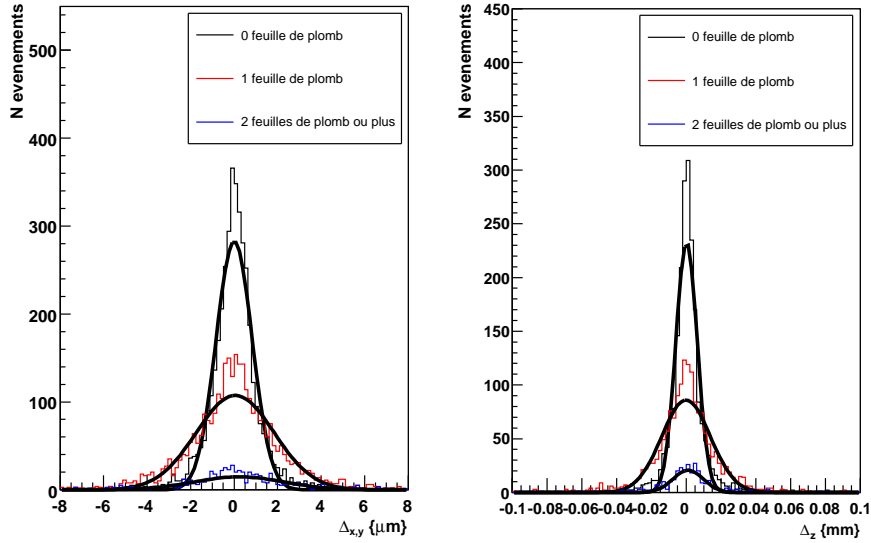 N evenements
500
400
300
200
100
0
0 feuille de plomb
1 feuille de plomb
2 feuilles de plomb ou plus
-8 -6 -4 -2 0 2 4 6 8
Δx,y {μm}
N evenements
450
400
350
300
250
200
150
100
50
0
0 feuille de plomb
1 feuille de plomb
2 feuilles de plomb ou plus
-0.1 -0.08 -0.06 -0.04 -0.02 0 0.02 0.04 0.06 0.08 0.1
Δz {mm}